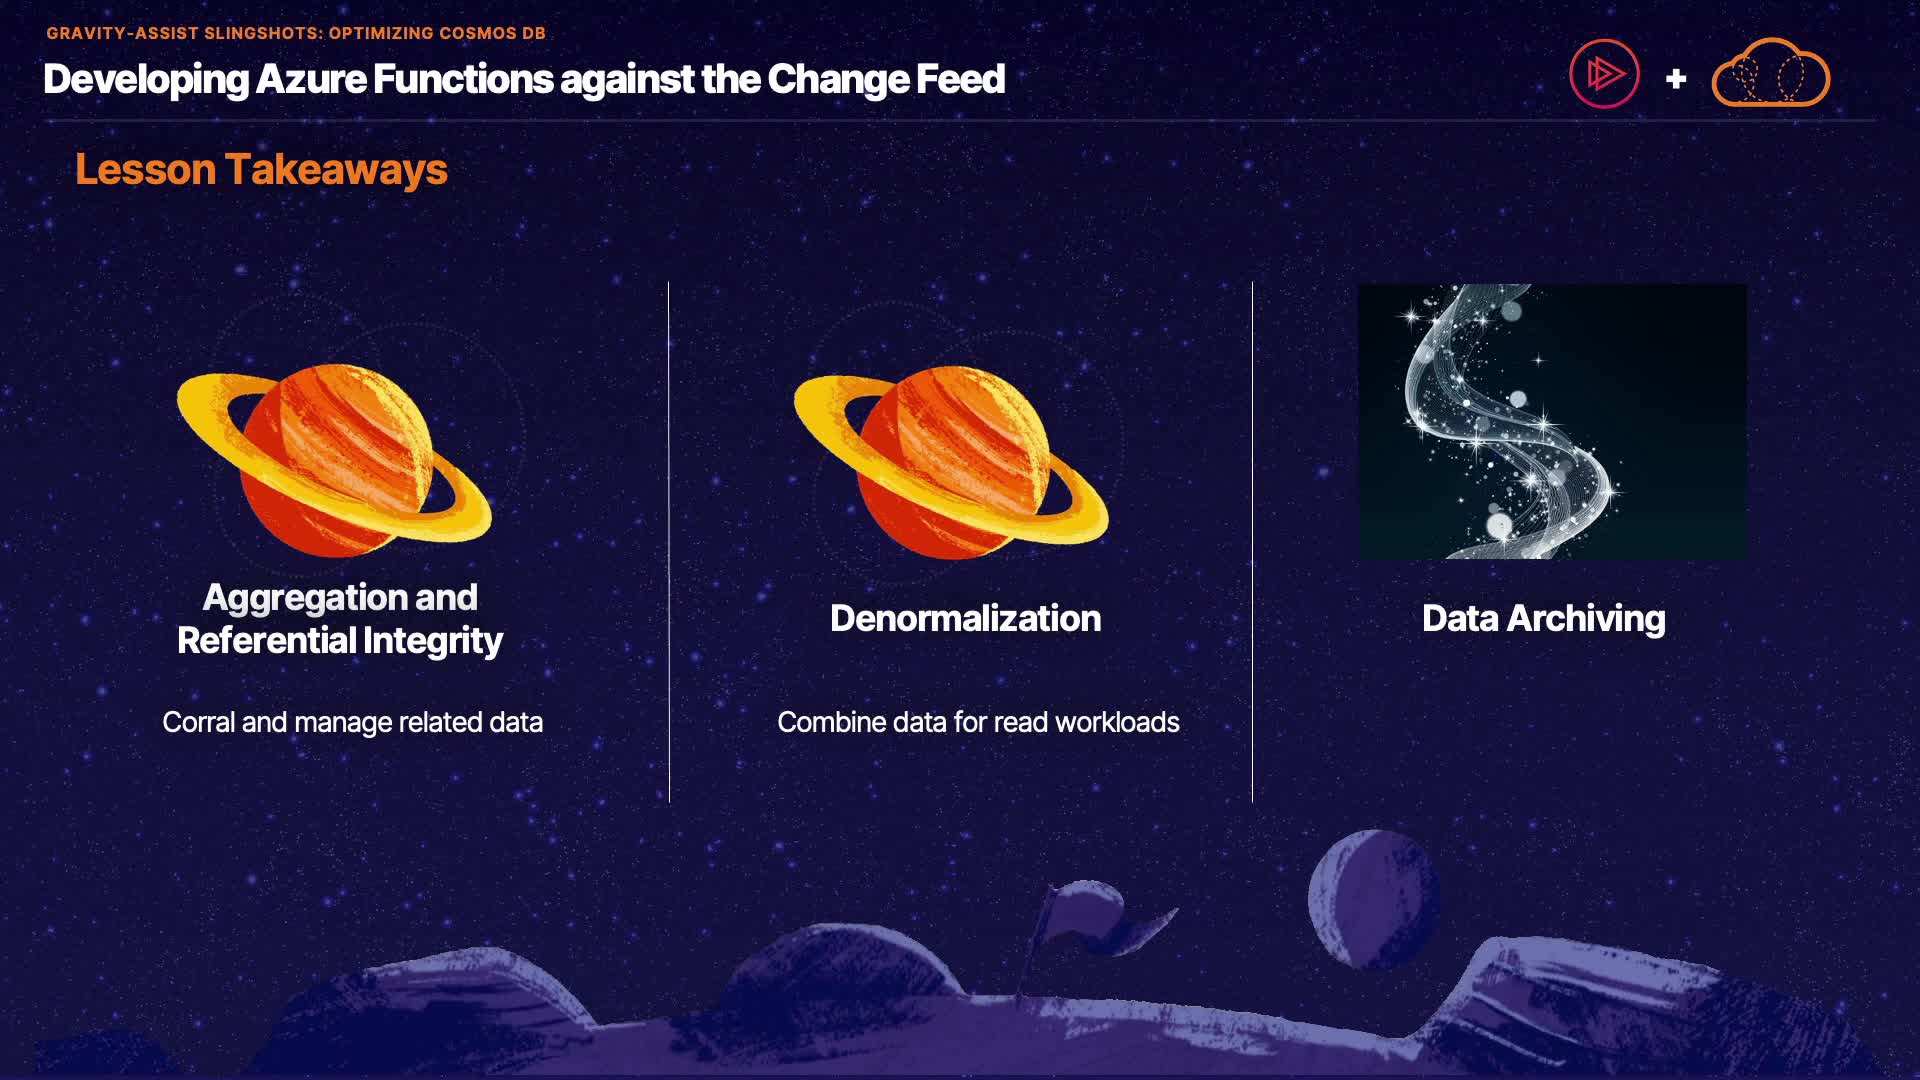 GRAVITY-ASSIST SLINGSHOTS: OPTIMIZING COSMOS DB
Developing Azure Functions against the Change Feed
+
Lesson Takeaways
Aggregation and
Referential Integrity
Corral and manage related data
Denormalization
Combine data for read workloads
Data Archiving